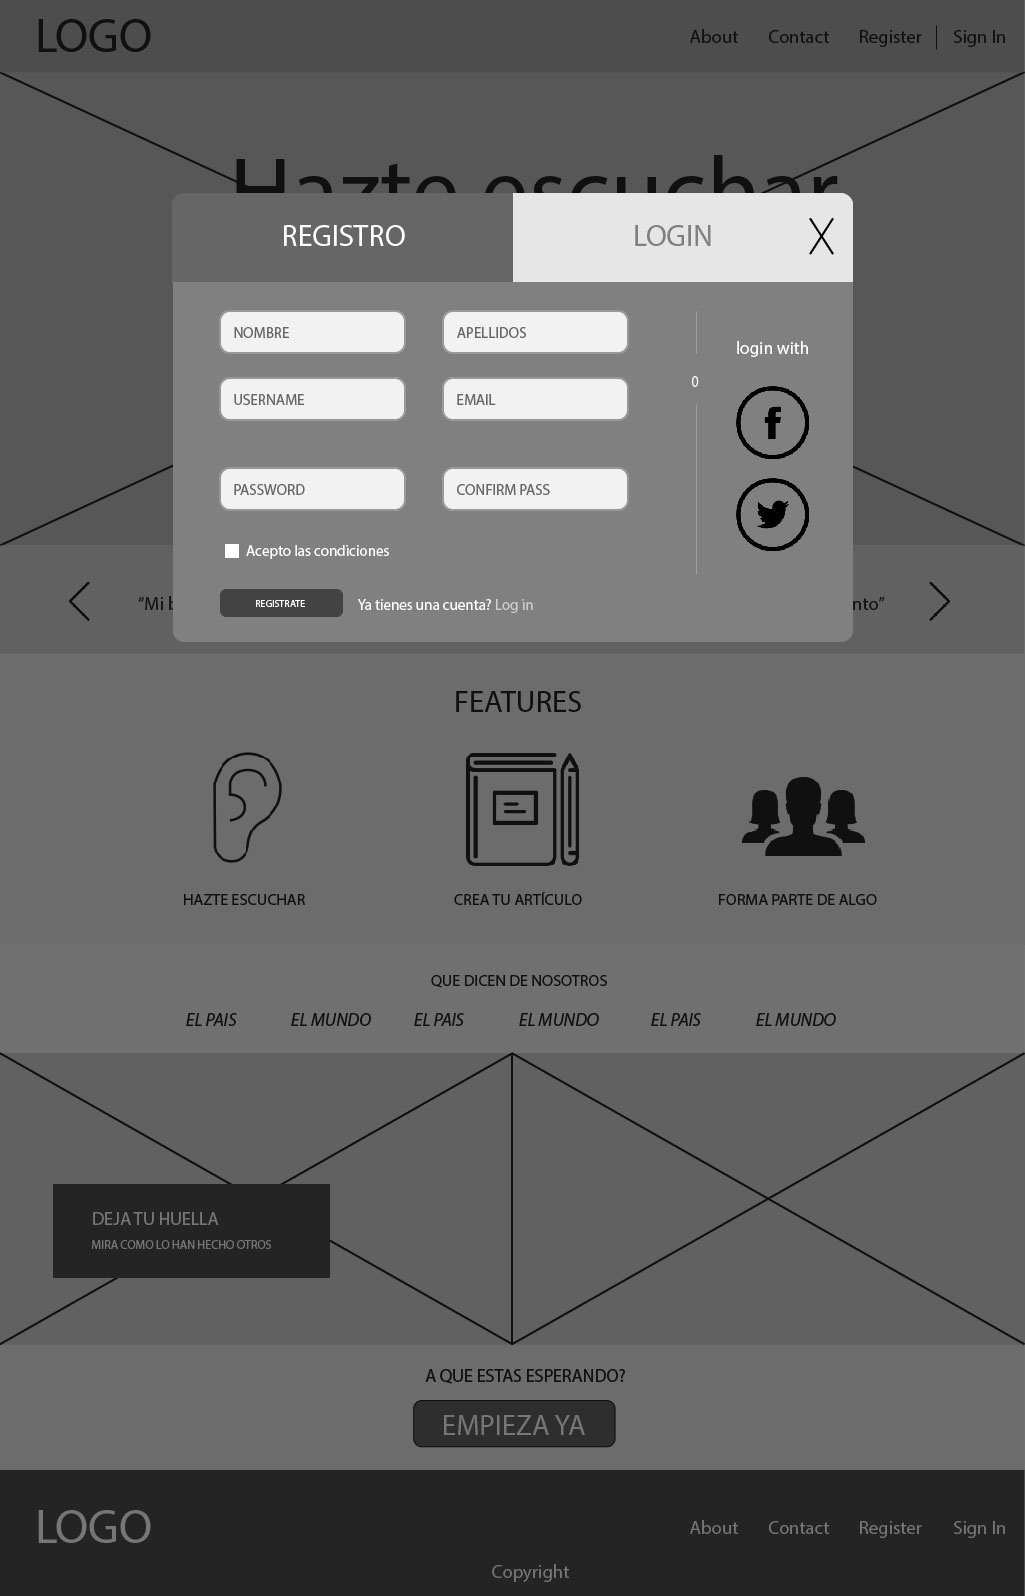 LOGO
About Contact Register | Sign In
Hazte escuchar
REGISTRO LOGIN X
NOMBRE APELLIDOS
login with
O
USERNAME EMAIL
PASSWORD CONFIRM PASS
Acepto las condiciones
REGISTRATE Ya tienes una cuenta? Log in
“Mi nto”
FEATURES
HAZTE ESCUCHAR CREA TU ARTÍCULO FORMA PARTE DE ALGO
QUE DICEN DE NOSOTROS
EL PAIS EL MUNDO EL PAIS EL MUNDO EL PAIS EL MUNDO
DEJA TU HUELLA
MIRA COMO LO HAN HECHO OTROS
A QUE ESTAS ESPERANDO?
EMPIEZA YA
LOGO
About Contact Register Sign In
Copyright